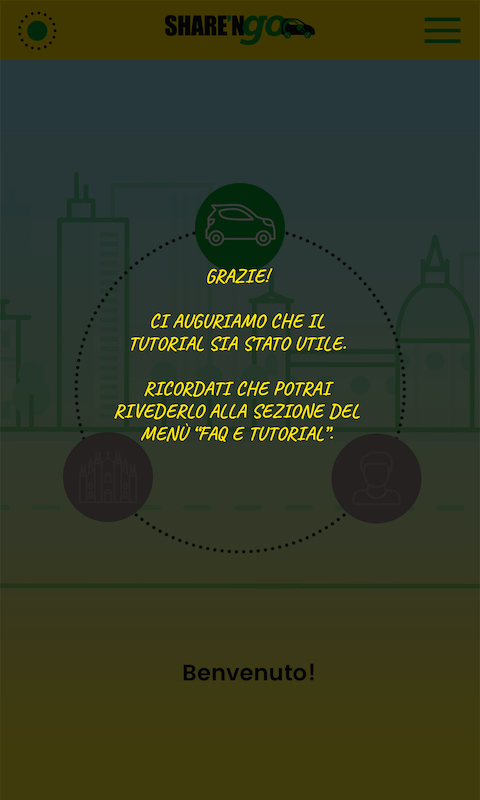 SHARE'NGO
GRAZIE!
CI AUGURIAMO CHE IL
TUTORIAL SIA STATO UTILE.
RICORDATI CHE POTRAI
RIVEDERLO ALLA SEZIONE DEL
MENÙ “FAQ E TUTORIAL”.
Benvenuto!